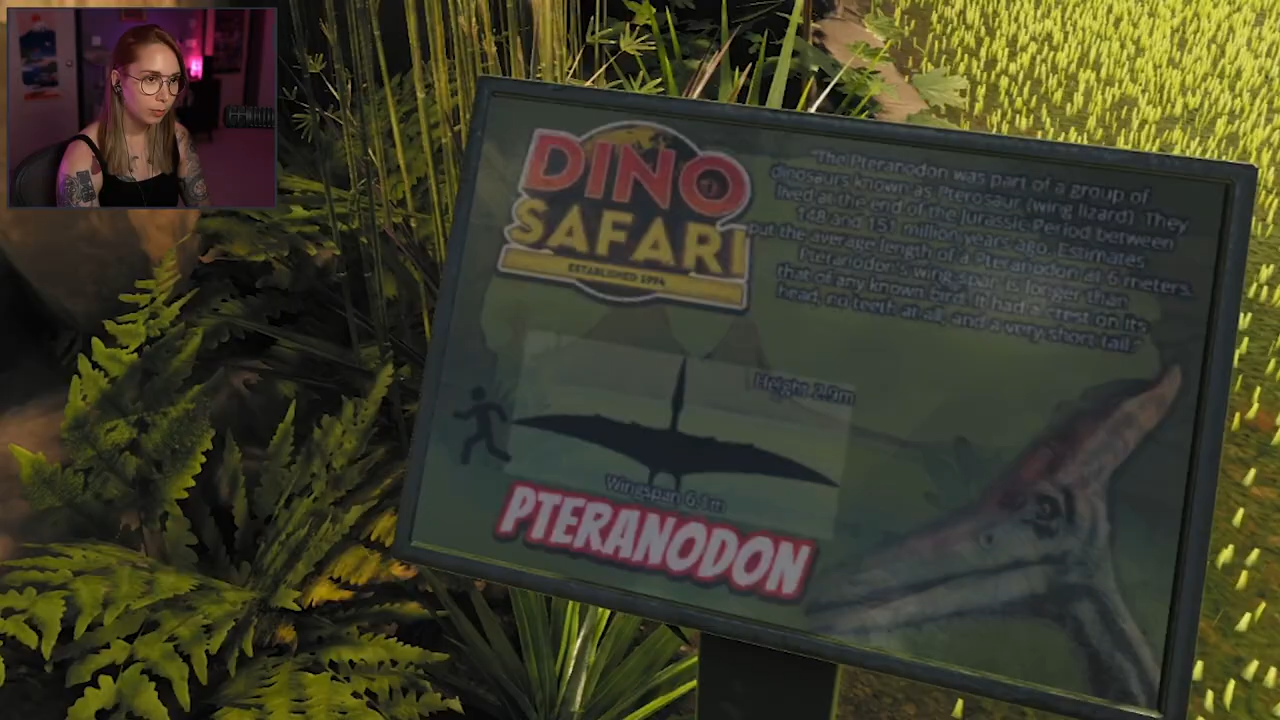 DINO
SAFARI
ESTABLISHED 1994
"The Pteranodon was part of a group of
dinosaurs known as Pterosaur (wing lizard). They
lived at the end of the Jurassic Period between
148 and 151 million years ago. Estimates
put the average length of a Pteranodon at 6 meters.
Pteranodon's wingspan is longer than
that of any known bird. It had a crest on its
head, no teeth at all, and a very short tail."
Height 2.9m
Wingspan 6.1m
PTERANODON